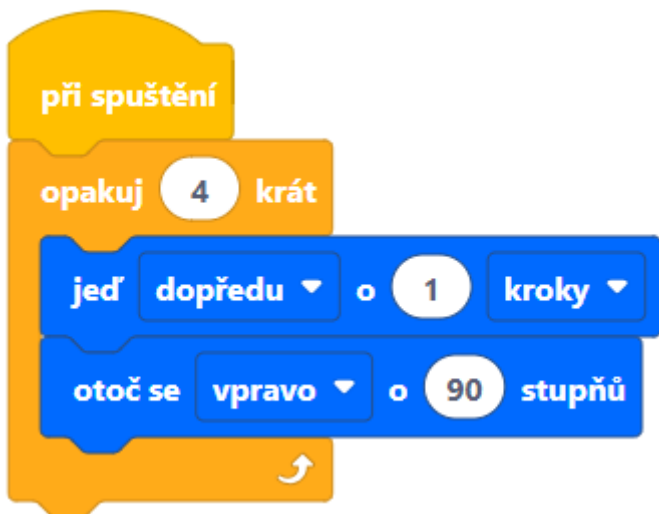 při spuštění
opakuj 4 krát
jeď dopředu o 1 kroky
otoč se vpravo o 90 stupňů